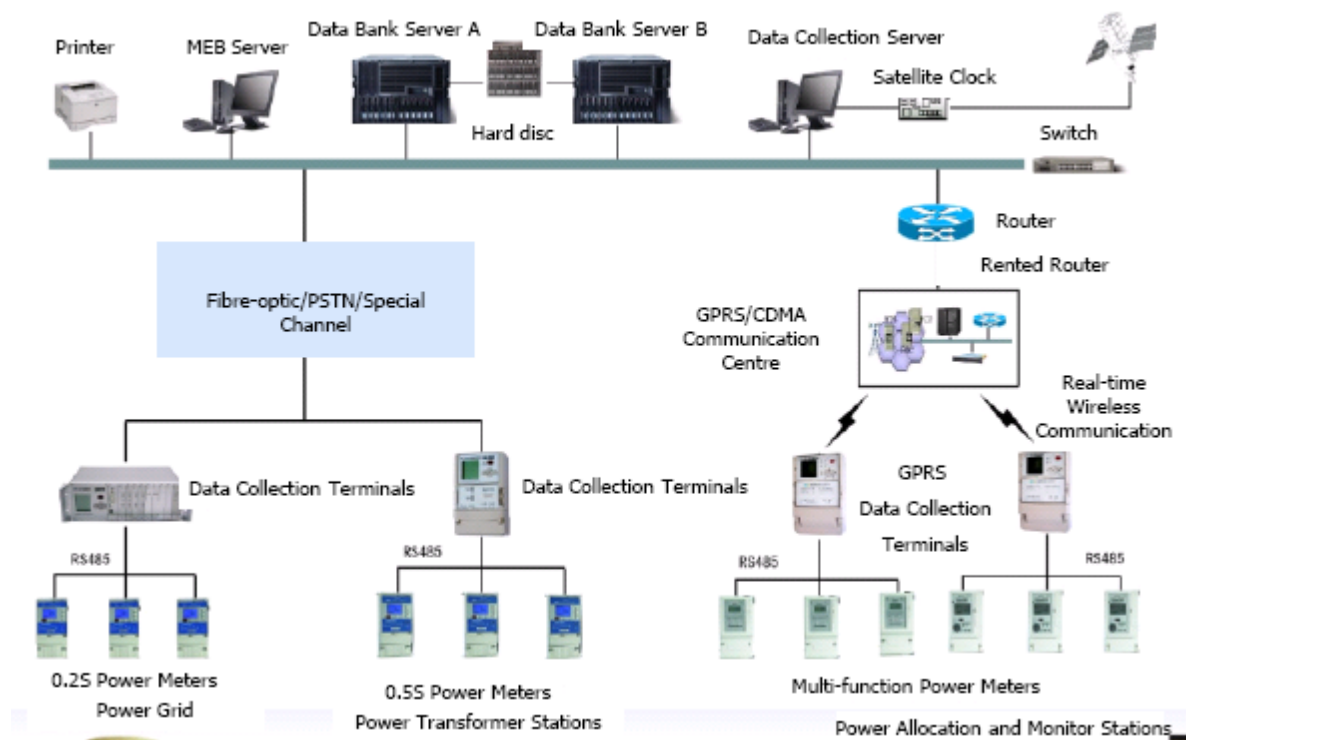 Printer
MEB Server
Data Bank Server A
Data Bank Server B
Data Collection Server
Satellite Clock
Hard disc
Switch
Router
Rented Router
Fibre-optic/PSTN/Special
Channel
GPRS/CDMA
Communication
Centre
Real-time
Wireless
Communication
Data Collection Terminals
Data Collection Terminals
GPRS
Data Collection
Terminals
RS485
RS485
RS485
RS485
0.2S Power Meters
Power Grid
0.5S Power Meters
Power Transformer Stations
Multi-function Power Meters
Power Allocation and Monitor Stations